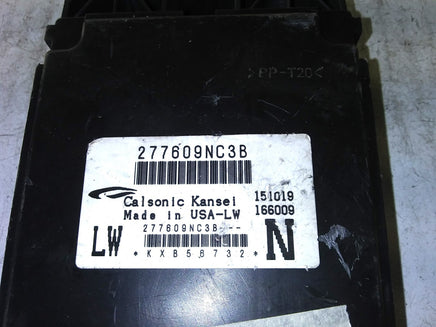 >PP-T20<
277609NC3B
Calsonic Kansei 151019
Made in USA-LW 166009
LW 277609NC3B--- N
*KXB56732*